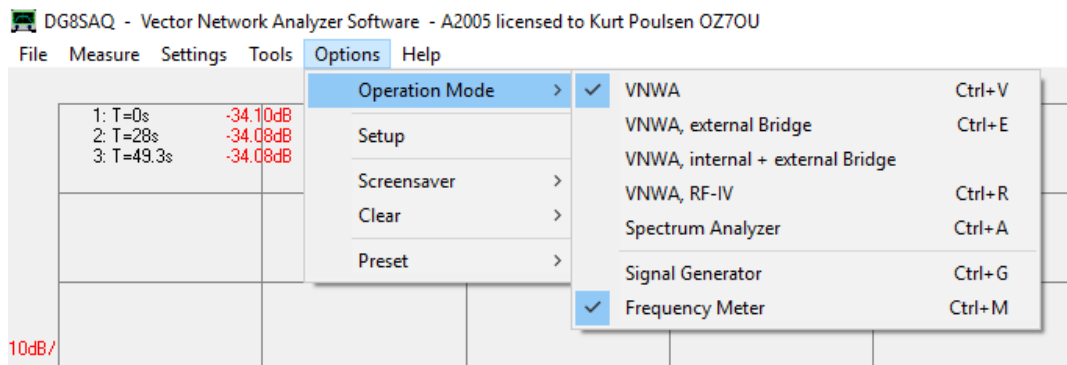 DG8SAQ - Vector Network Analyzer Software - A2005 licensed to Kurt Poulsen OZ7OU
File Measure Settings Tools Options Help
1: T=0s -34.10dB
2: T=28s -34.08dB
3: T=49.3s -34.08dB
10dB/
Operation Mode
Setup
Screensaver
Clear
Preset
VNWA Ctrl+V
VNWA, external Bridge Ctrl+E
VNWA, internal + external Bridge
VNWA, RF-IV Ctrl+R
Spectrum Analyzer Ctrl+A
Signal Generator Ctrl+G
Frequency Meter Ctrl+M